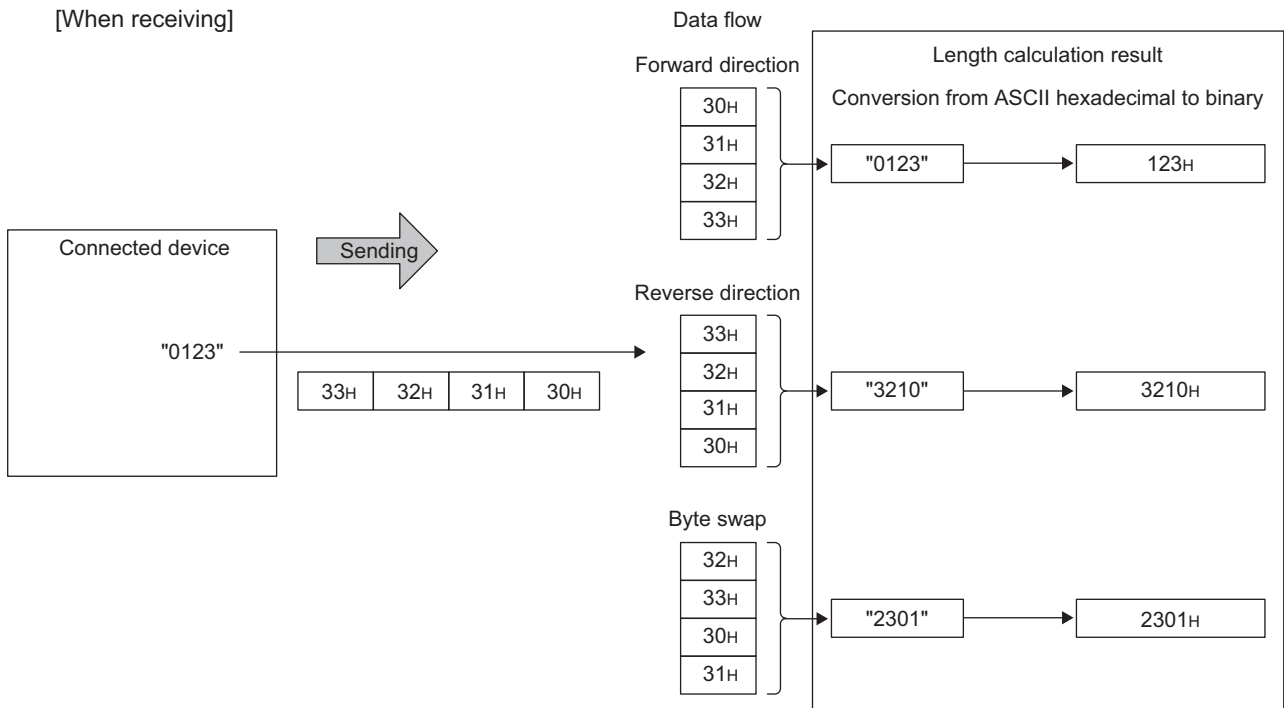 [When receiving]
Data flow
Length calculation result
Forward direction
Conversion from ASCII hexadecimal to binary
30H
31H
32H
33H
"0123"
123H
Connected device
Sending
"0123"
33H 32H 31H 30H
Reverse direction
33H
32H
31H
30H
"3210"
3210H
Byte swap
32H
33H
30H
31H
"2301"
2301H